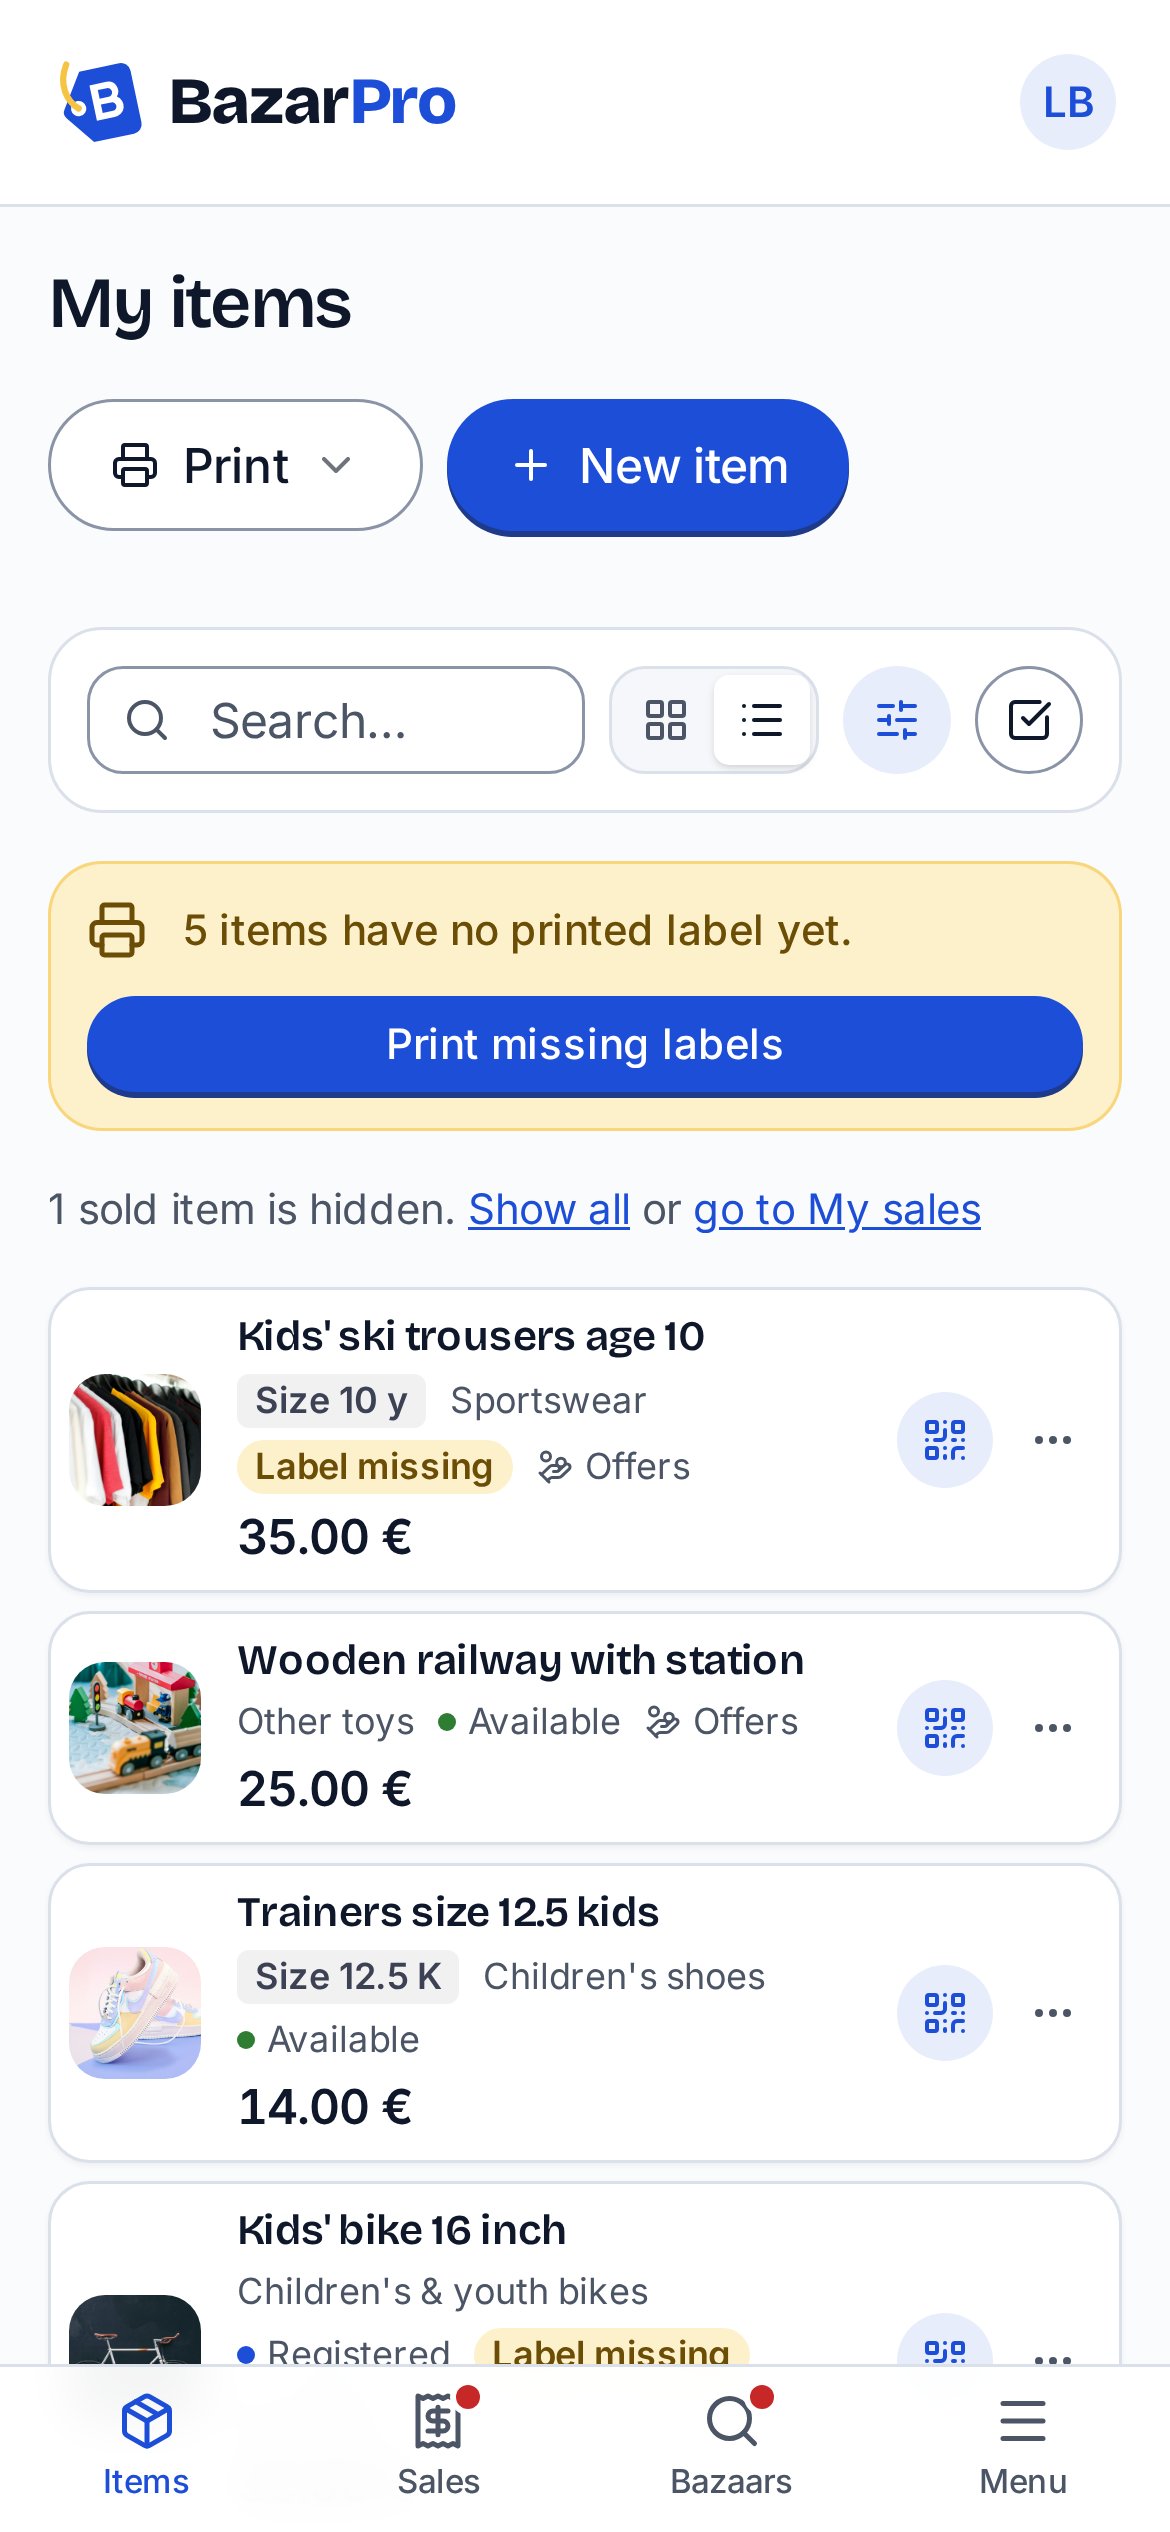 B BazarPro
LB
My items
Print
New item
Search...
5 items have no printed label yet.
Print missing labels
1 sold item is hidden. Show all or go to My sales
Kids' ski trousers age 10
Size 10 y Sportswear
Label missing Offers
35.00 €
Wooden railway with station
Other toys Available Offers
25.00 €
Trainers size 12.5 kids
Size 12.5 K Children's shoes
Available
14.00 €
Kids' bike 16 inch
Children's & youth bikes
Registered Label missing
Items
Sales
Bazaars
Menu